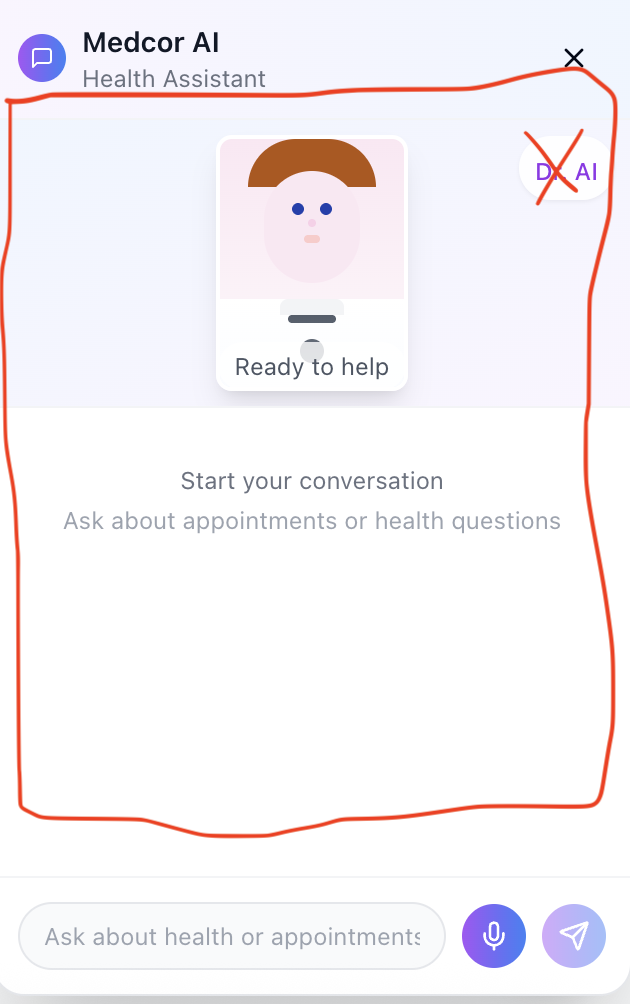 Medcor AI
Health Assistant
Dr. AI
Ready to help
Start your conversation
Ask about appointments or health questions
Ask about health or appointments